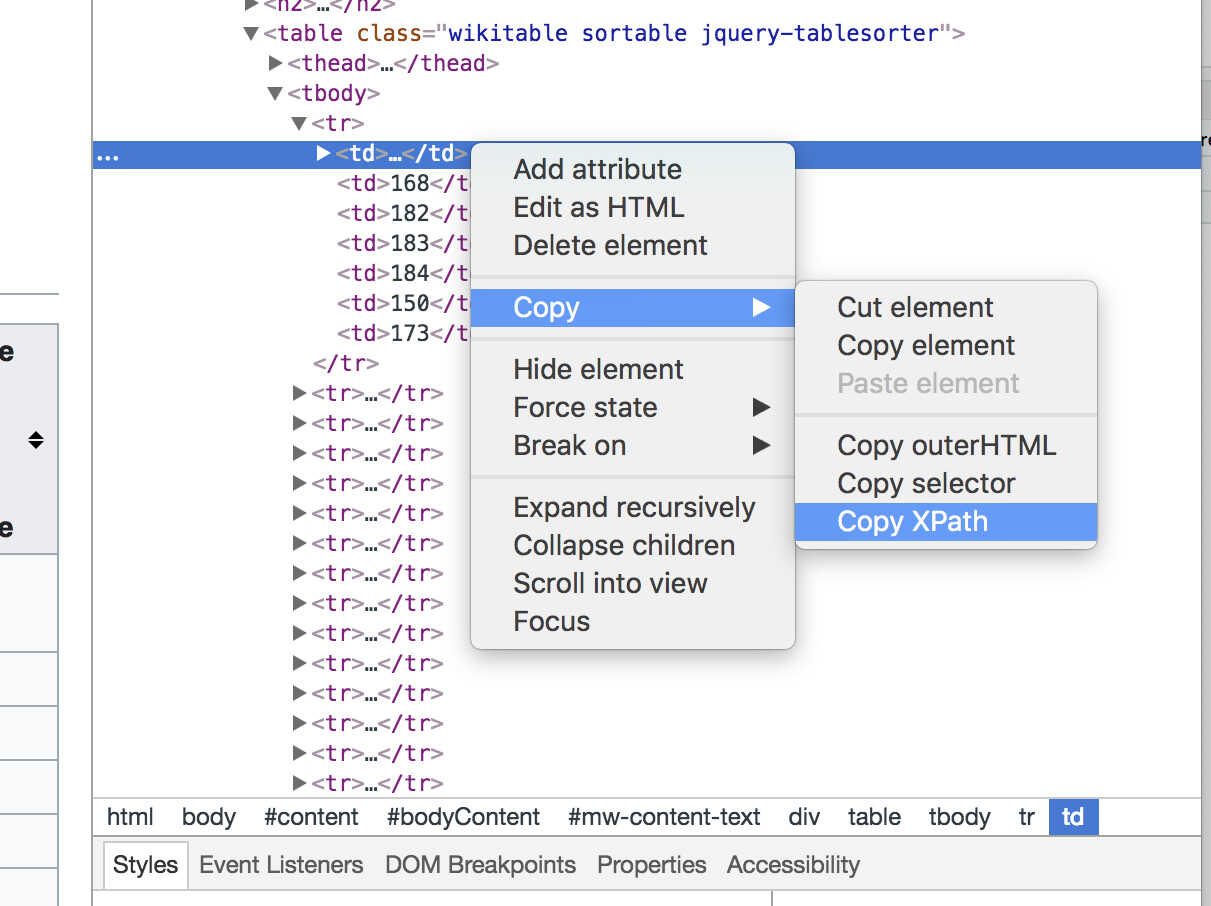 ▶<h2>…</h2>
▼<table class="wikitable sortable jquery-tablesorter">
▶<thead>…</thead>
▼<tbody>
▼<tr>
… ▶<td>…</td>
<td>168</t
<td>182</t
<td>183</t
<td>184</t
<td>150</t
<td>173</t
</tr>
▶<tr>…</tr>
▶<tr>…</tr>
▶<tr>…</tr>
▶<tr>…</tr>
▶<tr>…</tr>
▶<tr>…</tr>
▶<tr>…</tr>
▶<tr>…</tr>
▶<tr>…</tr>
▶<tr>…</tr>
▶<tr>…</tr>
▶<tr>…</tr>
▶<tr>…</tr>
▶<tr>…</tr>
Add attribute
Edit as HTML
Delete element
Copy ▶
Hide element
Force state ▶
Break on ▶
Expand recursively
Collapse children
Scroll into view
Focus
Cut element
Copy element
Paste element
Copy outerHTML
Copy selector
Copy XPath
e
e
html body #content #bodyContent #mw-content-text div table tbody tr td
Styles Event Listeners DOM Breakpoints Properties Accessibility